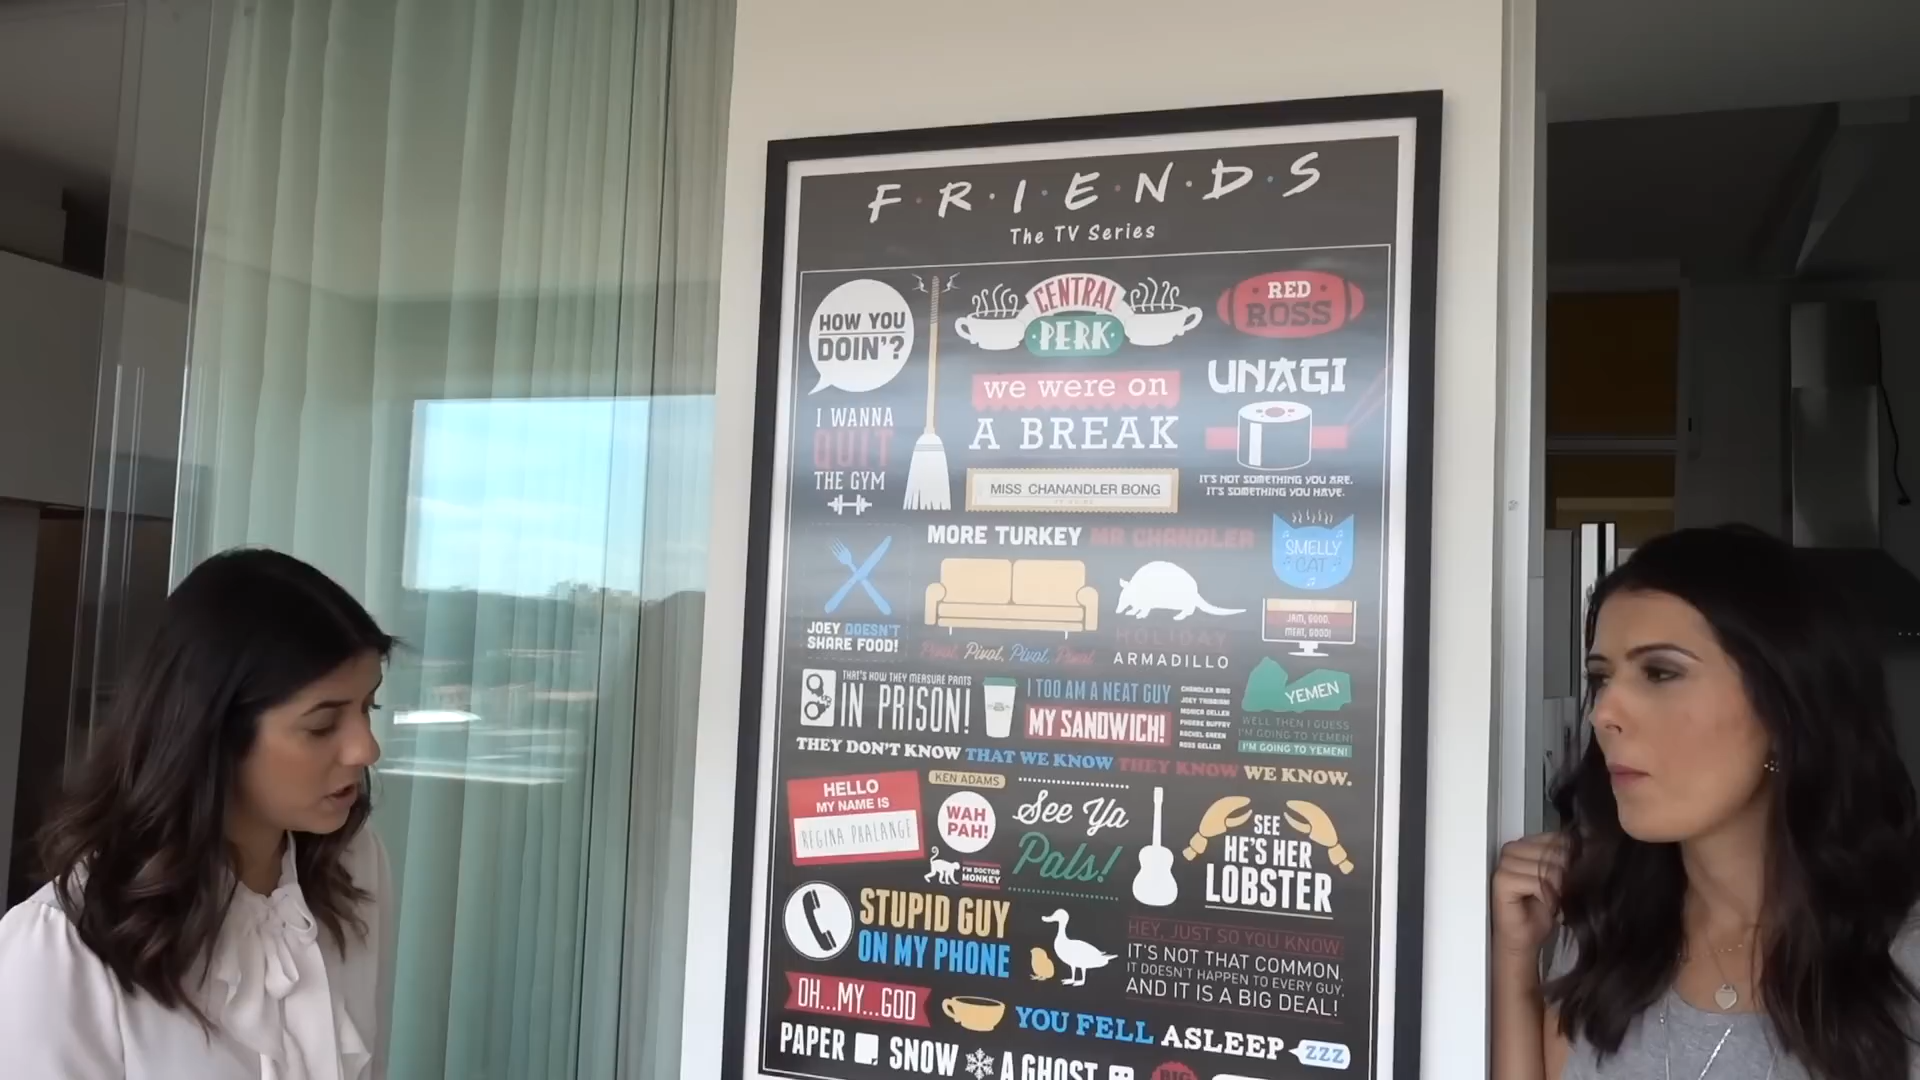 F·R·I·E·N·D·S
The TV Series
HOW YOU
DOIN'?
CENTRAL
PERK
RED
ROSS
we were on
A BREAK
UNAGI
IT'S NOT SOMETHING YOU ARE.
IT'S SOMETHING YOU HAVE.
I WANNA
QUIT
THE GYM
MISS CHANANDLER BONG
MORE TURKEY MR CHANDLER
SMELLY
CAT
JOEY DOESN'T
SHARE FOOD!
Pivot, Pivot, Pivot, Pivot
HOLIDAY
ARMADILLO
JAM, GOOD.
MEAT, GOOD!
THAT'S HOW THEY MEASURE PANTS
IN PRISON!
I TOO AM A NEAT GUY
MY SANDWICH!
CHANDLER BING
JOEY TRIBBIANI
MONICA GELLER
PHOEBE BUFFAY
RACHEL GREEN
ROSS GELLER
YEMEN
WELL THEN I GUESS
I'M GOING TO YEMEN!
I'M GOING TO YEMEN!
THEY DON'T KNOW THAT WE KNOW THEY KNOW WE KNOW.
HELLO
MY NAME IS
REGINA PHALANGE
KEN ADAMS
WAH
PAH!
I'M DOCTOR
MONKEY
See Ya
Pals!
SEE
HE'S HER
LOBSTER
STUPID GUY
ON MY PHONE
HEY, JUST SO YOU KNOW
IT'S NOT THAT COMMON,
IT DOESN'T HAPPEN TO EVERY GUY,
AND IT IS A BIG DEAL!
OH...MY...GOD
YOU FELL ASLEEP ZZZ
PAPER SNOW A GHOST
BIG